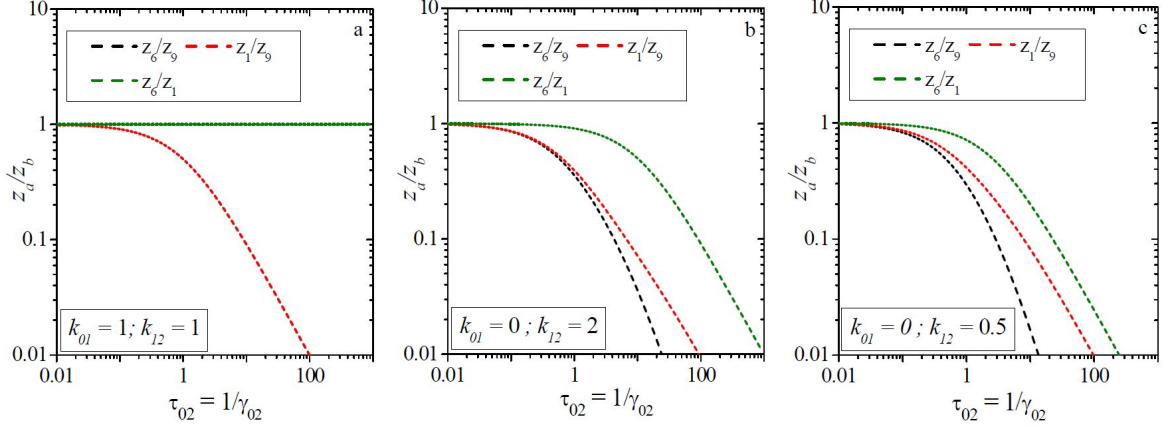 a
10
z6/z9 z1/z9
z6/z1
1
za/zb
0.1
k01 = 1; k12 = 1
0.01
0.01 1 100
τ02 = 1/γ02
b
10
z6/z9 z1/z9
z6/z1
1
za/zb
0.1
k01 = 0 ; k12 = 2
0.01
0.01 1 100
τ02 = 1/γ02
c
10
z6/z9 z1/z9
z6/z1
1
za/zb
0.1
k01 = 0 ; k12 = 0.5
0.01
0.01 1 100
τ02 = 1/γ02